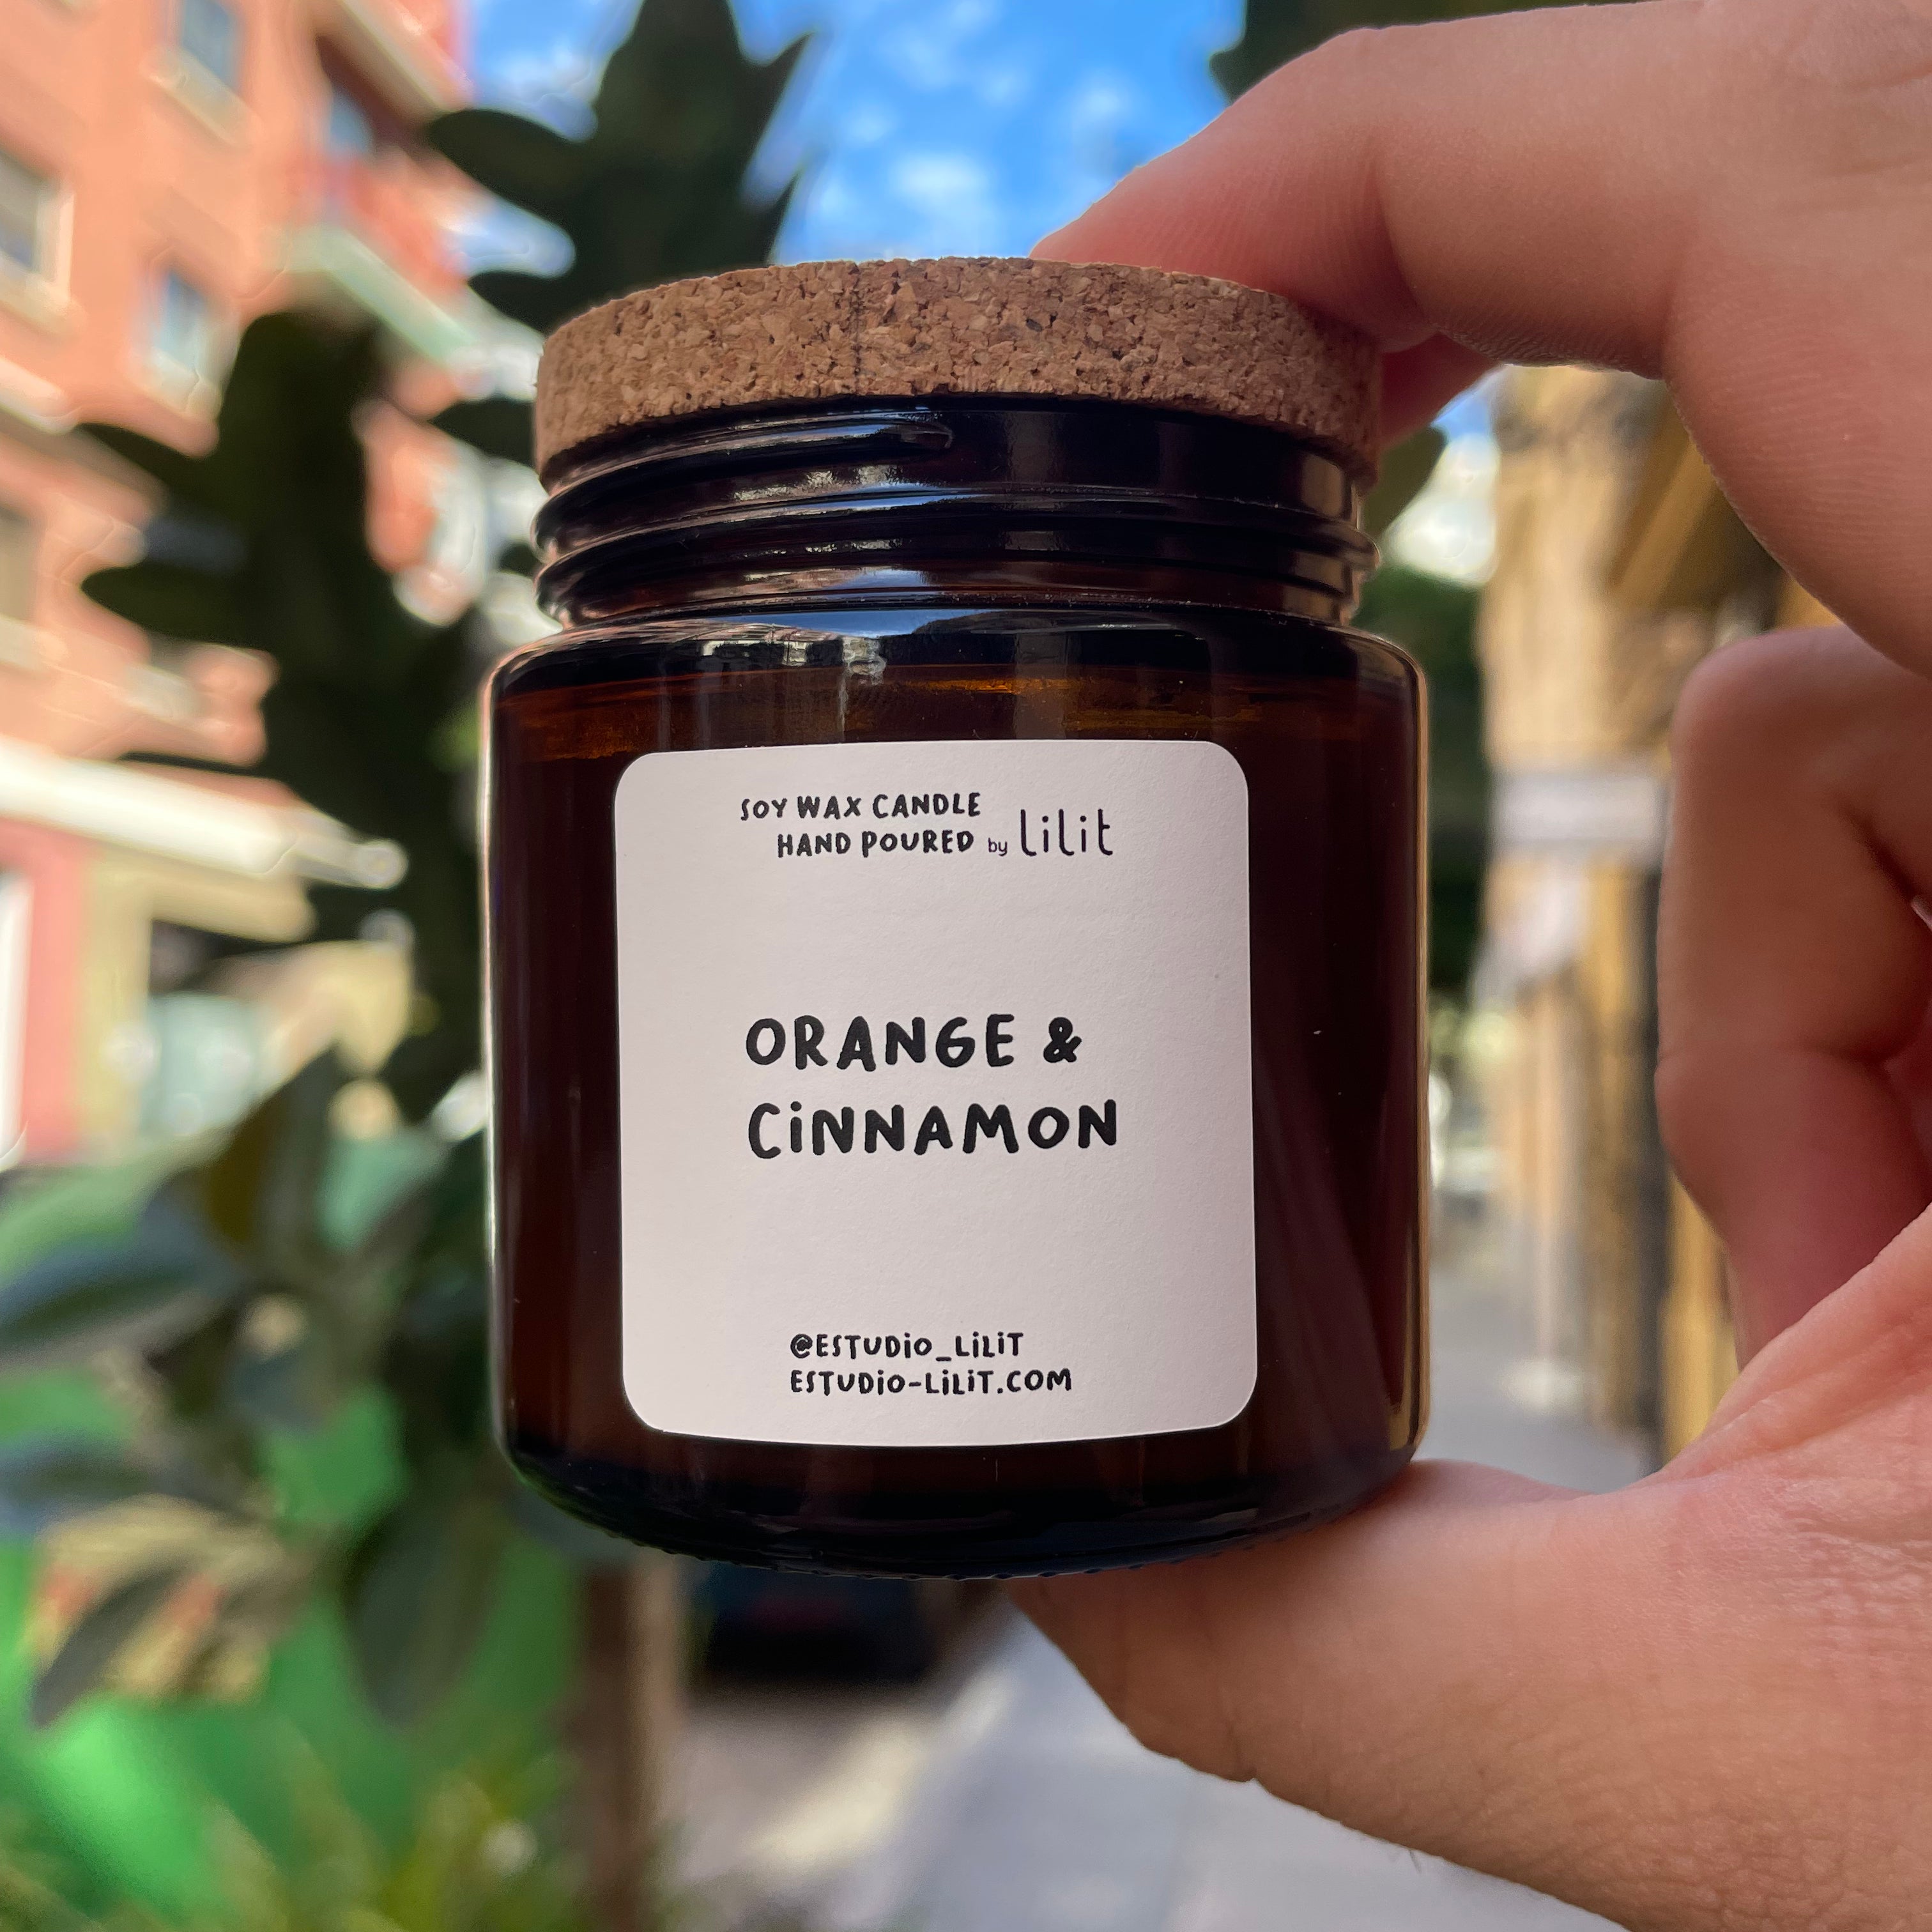 SOY WAX CANDLE
HAND POURED by lilit
ORANGE &
CiNNAMON
@ESTUDiO_LiLiT
ESTUDiO-LiLiT.COM